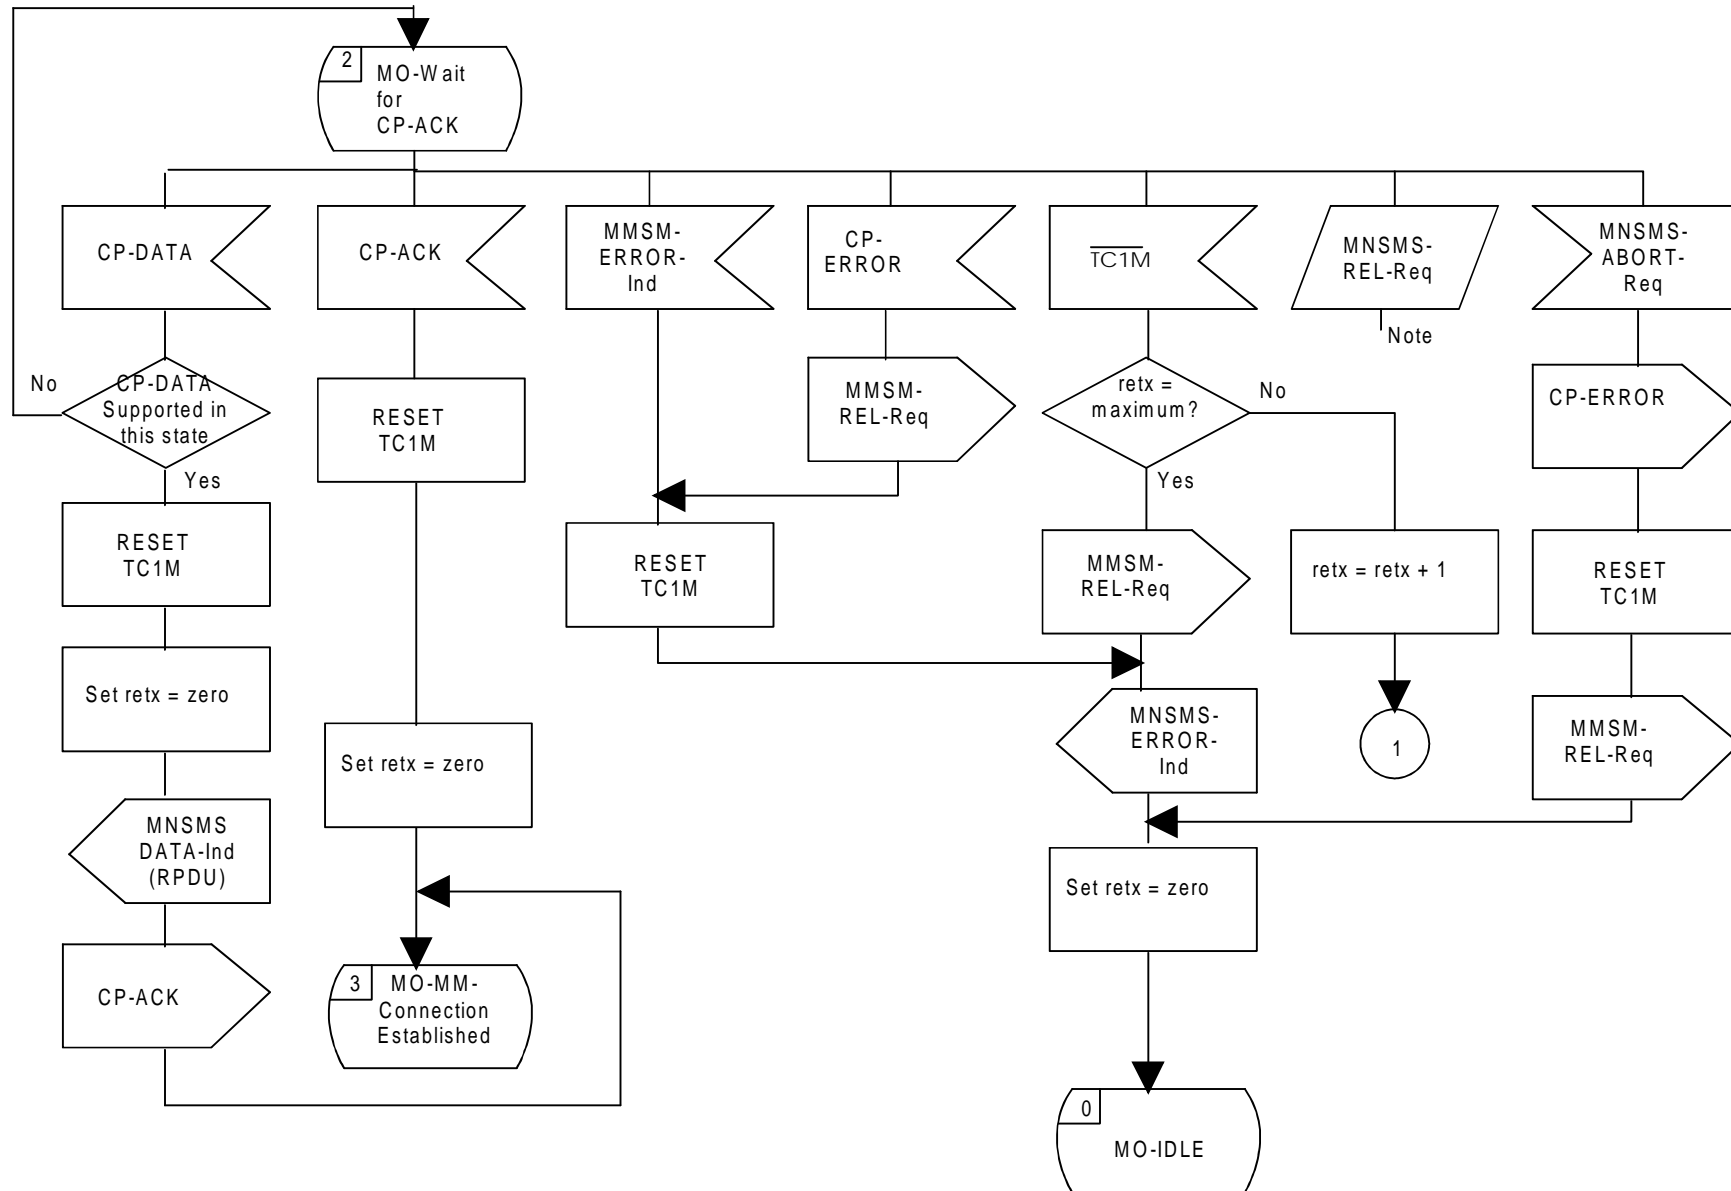 2
MO-Wait
for
CP-ACK
CP-DATA
CP-ACK
MMSM-
ERROR-
Ind
CP-
ERROR
TC1M
MNSMS-
REL-Req
MNSMS-
ABORT-
Req
Note
No
CP-DATA
Supported in
this state
Yes
RESET
TC1M
MMSM-
REL-Req
retx =
maximum?
No
Yes
CP-ERROR
RESET
TC1M
RESET
TC1M
MMSM-
REL-Req
retx = retx + 1
RESET
TC1M
Set retx = zero
Set retx = zero
MNSMS-
ERROR-
Ind
1
MMSM-
REL-Req
MNSMS
DATA-Ind
(RPDU)
Set retx = zero
CP-ACK
3
MO-MM-
Connection
Established
0
MO-IDLE